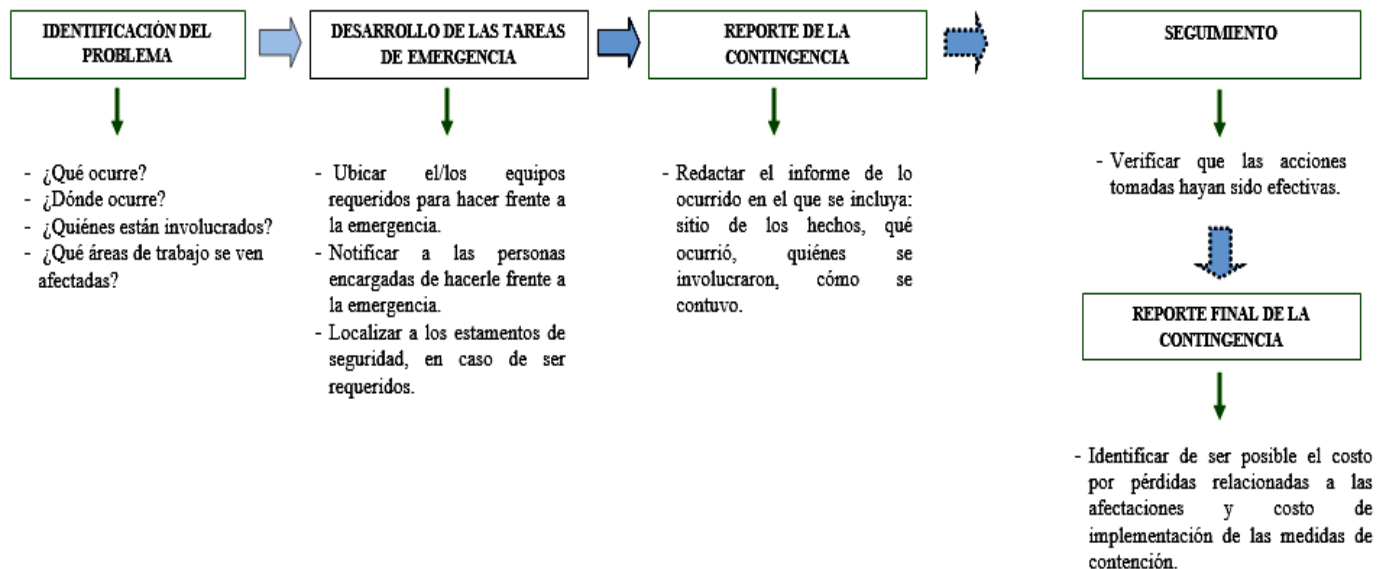 IDENTIFICACIÓN DEL
PROBLEMA
- ¿Qué ocurre?
- ¿Dónde ocurre?
- ¿Quiénes están involucrados?
- ¿Qué áreas de trabajo se ven
afectadas?
DESARROLLO DE LAS TAREAS
DE EMERGENCIA
- Ubicar el/los equipos
requeridos para hacer frente a
la emergencia.
- Notificar a las personas
encargadas de hacerle frente a
la emergencia.
- Localizar a los estamentos de
seguridad, en caso de ser
requeridos.
REPORTE DE LA
CONTINGENCIA
- Redactar el informe de lo
ocurrido en el que se incluya:
sitio de los hechos, qué
ocurrió, quiénes se
involucraron, cómo se
contuvo.
SEGUIMIENTO
- Verificar que las acciones
tomadas hayan sido efectivas.
REPORTE FINAL DE LA
CONTINGENCIA
- Identificar de ser posible el costo
por pérdidas relacionadas a las
afectaciones y costo de
implementación de las medidas de
contención.